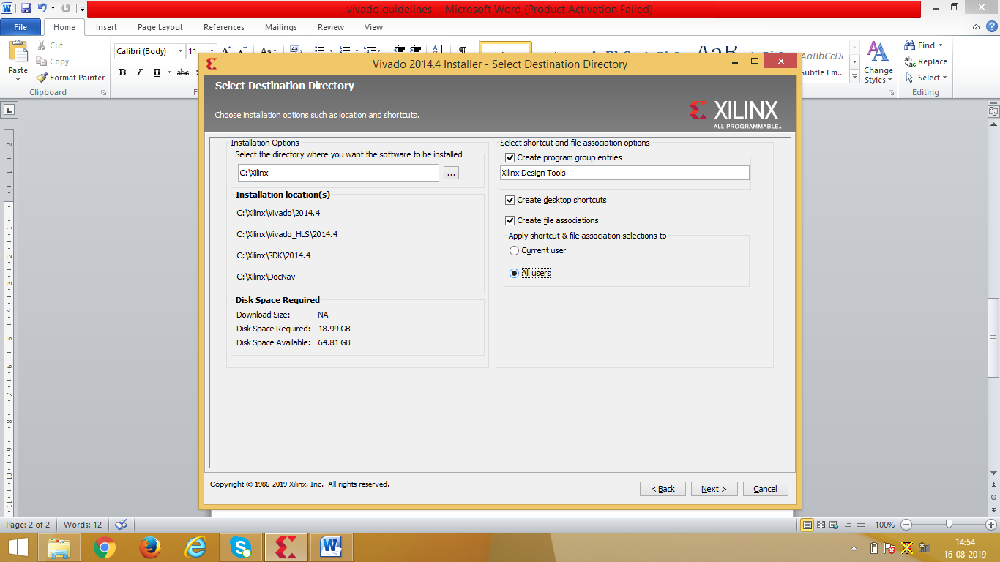 vivado guidelines - Microsoft Word (Product Activation Failed)
File Home Insert Page Layout References Mailings Review View
Paste
Cut
Copy
Format Painter
Clipboard
Calibri (Body) 11
B I U abc
Subtle Em...
Change Styles
Find
Replace
Select
Editing
Vivado 2014.4 Installer - Select Destination Directory
Select Destination Directory
Choose installation options such as location and shortcuts.
XILINX
ALL PROGRAMMABLE™
Installation Options
Select the directory where you want the software to be installed
C:\Xilinx ...
Installation location(s)
C:\Xilinx\Vivado\2014.4
C:\Xilinx\Vivado_HLS\2014.4
C:\Xilinx\SDK\2014.4
C:\Xilinx\DocNav
Disk Space Required
Download Size: NA
Disk Space Required: 18.99 GB
Disk Space Available: 64.81 GB
Select shortcut and file association options
Create program group entries
Xilinx Design Tools
Create desktop shortcuts
Create file associations
Apply shortcut & file association selections to
Current user
All users
Copyright © 1986-2019 Xilinx, Inc. All rights reserved.
< Back Next > Cancel
Page: 2 of 2 Words: 12 100%
14:54
16-08-2019